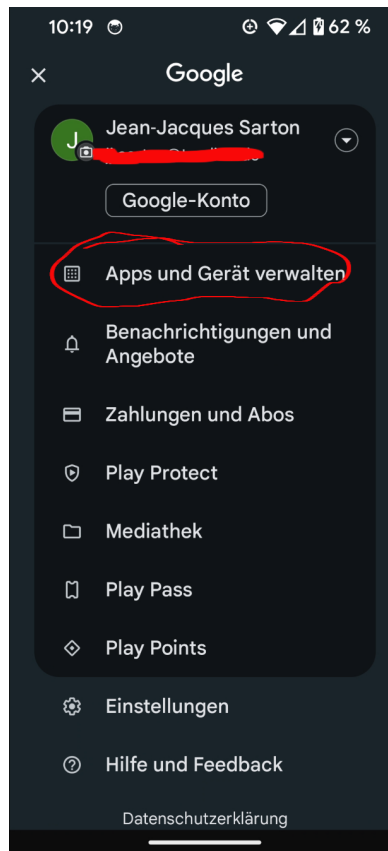 10:19 62 %
Google
J Jean-Jacques Sarton
Google-Konto
Apps und Gerät verwalten
Benachrichtigungen und
Angebote
Zahlungen und Abos
Play Protect
Mediathek
Play Pass
Play Points
Einstellungen
Hilfe und Feedback
Datenschutzerklärung